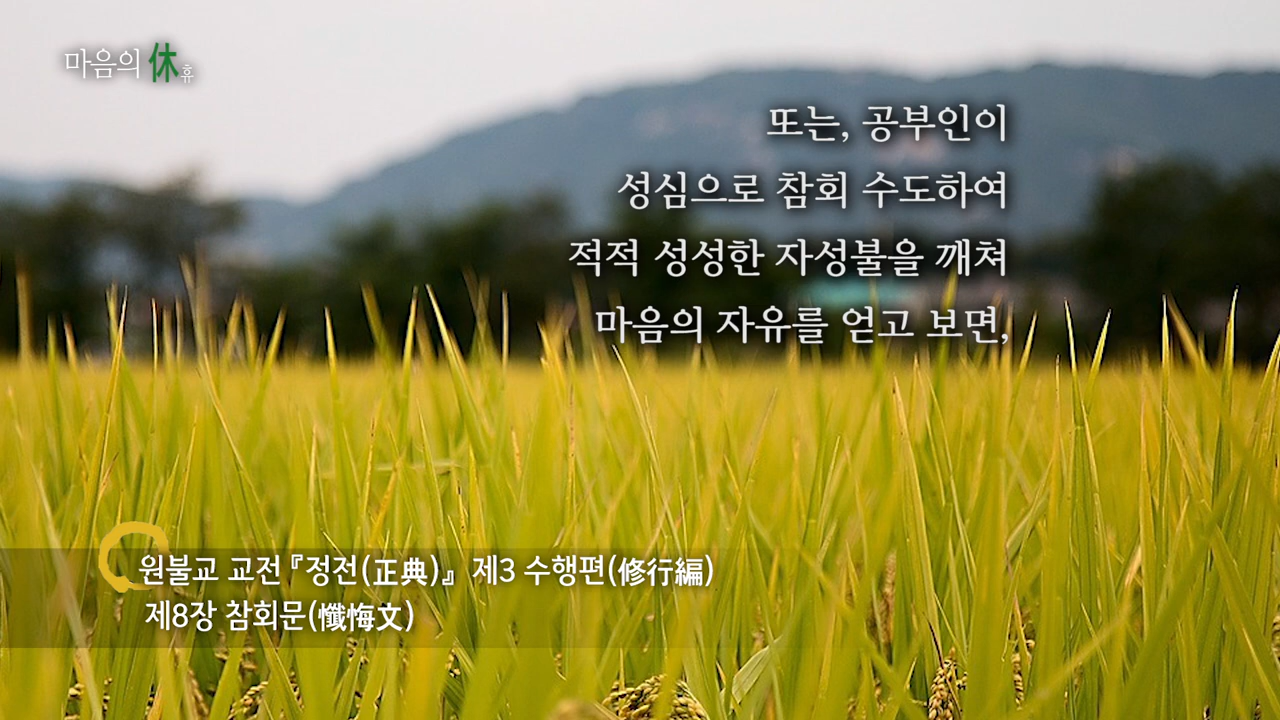 마음의 休 휴
또는, 공부인이
성심으로 참회 수도하여
적적 성성한 자성불을 깨쳐
마음의 자유를 얻고 보면,
원불교 교전 『정전(正典)』 제3 수행편(修行編)
제8장 참회문(懺悔文)